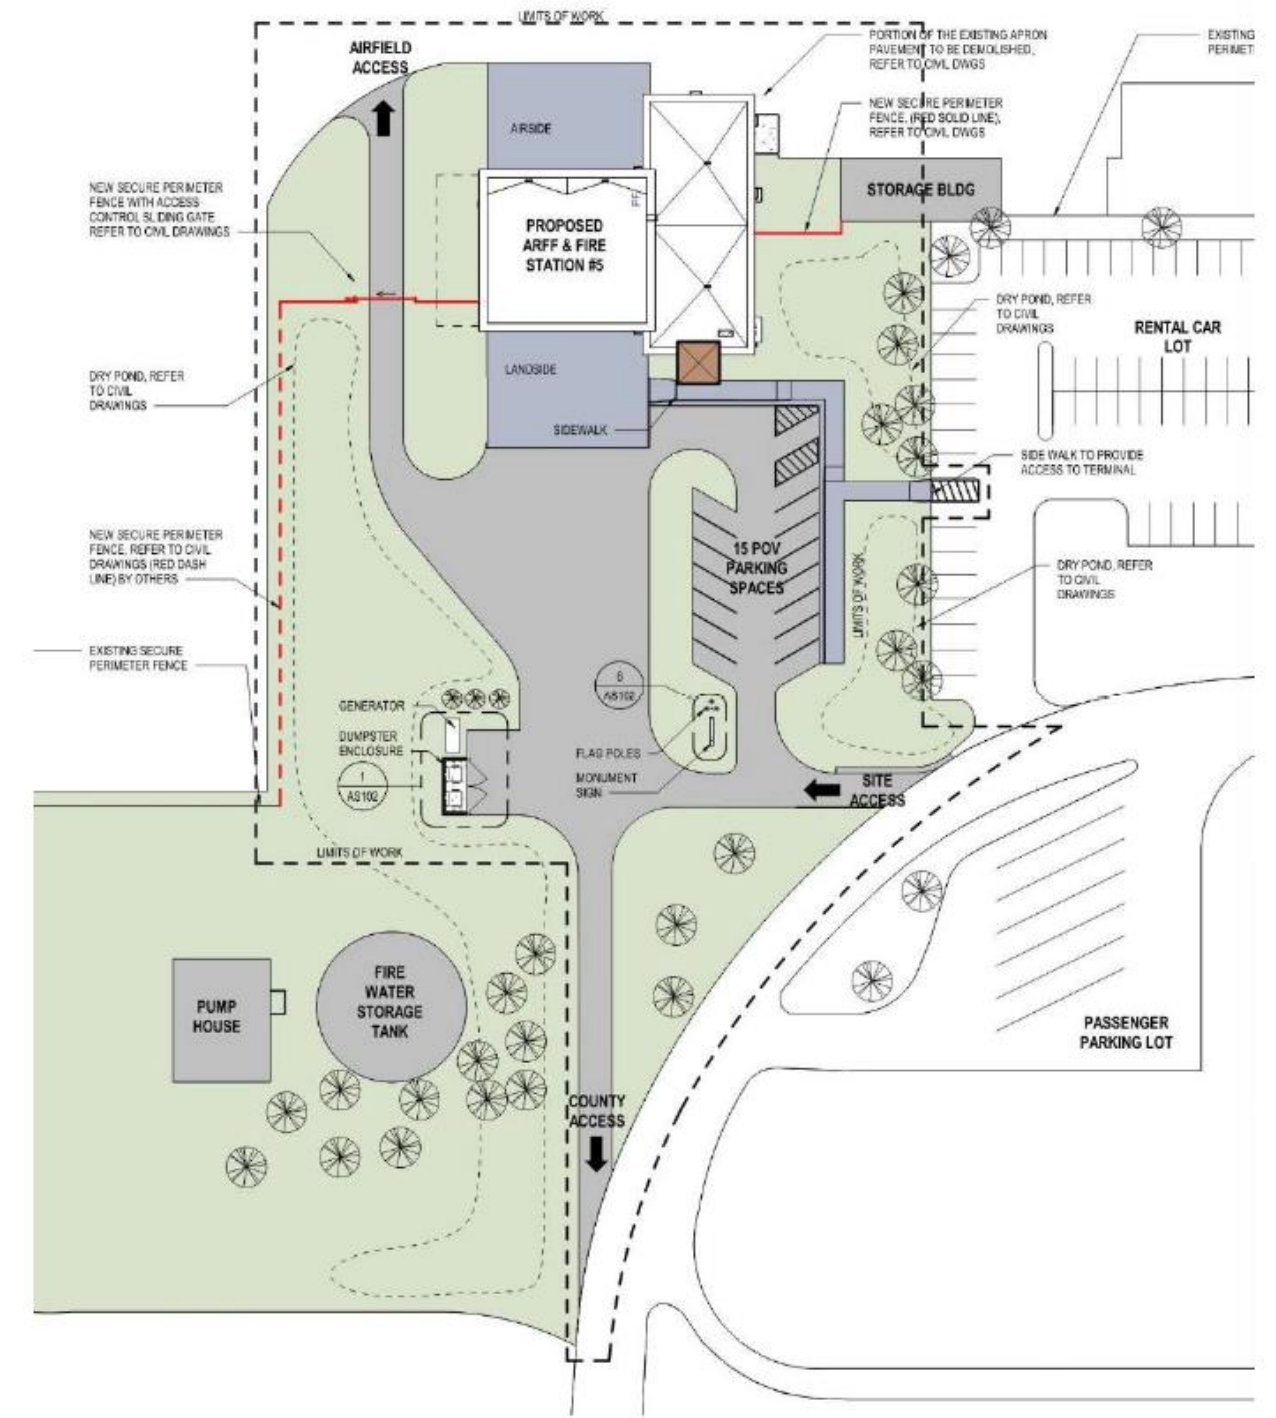 LIMITS OF WORK
AIRFIELD
ACCESS
PORTION OF THE EXISTING APRON
PAVEMENT TO BE DEMOLISHED,
REFER TO CIVIL DWGS
EXISTING
PERIMET
NEW SECURE PERIMETER
FENCE, (RED SOLID LINE),
REFER TO CIVIL DWGS
AIRSIDE
STORAGE BLDG
NEW SECURE PERIMETER
FENCE WITH ACCESS
CONTROL SLIDING GATE
REFER TO CIVIL DRAWINGS
PROPOSED
ARFF & FIRE
STATION #5
DRY POND, REFER
TO CIVIL
DRAWINGS
RENTAL CAR
LOT
LANDSIDE
DRY POND, REFER
TO CIVIL
DRAWINGS
SIDEWALK
SIDE WALK TO PROVIDE
ACCESS TO TERMINAL
NEW SECURE PERIMETER
FENCE, REFER TO CIVIL
DRAWINGS (RED DASH
LINE) BY OTHERS
15 POV
PARKING
SPACES
LIMITS OF WORK
DRY POND, REFER
TO CIVIL
DRAWINGS
EXISTING SECURE
PERIMETER FENCE
6
AS102
GENERATOR
DUMPSTER
ENCLOSURE
1
AS102
FLAG POLES
MONUMENT
SIGN
SITE
ACCESS
LIMITS OF WORK
PUMP
HOUSE
FIRE
WATER
STORAGE
TANK
PASSENGER
PARKING LOT
COUNTY
ACCESS